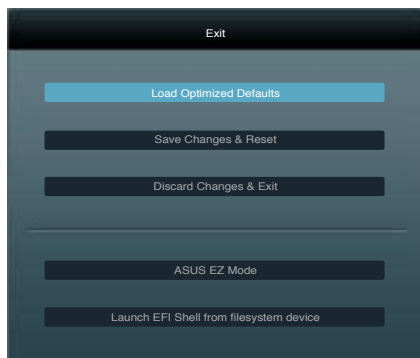 Exit
Load Optimized Defaults
Save Changes & Reset
Discard Changes & Exit
ASUS EZ Mode
Launch EFI Shell from filesystem device